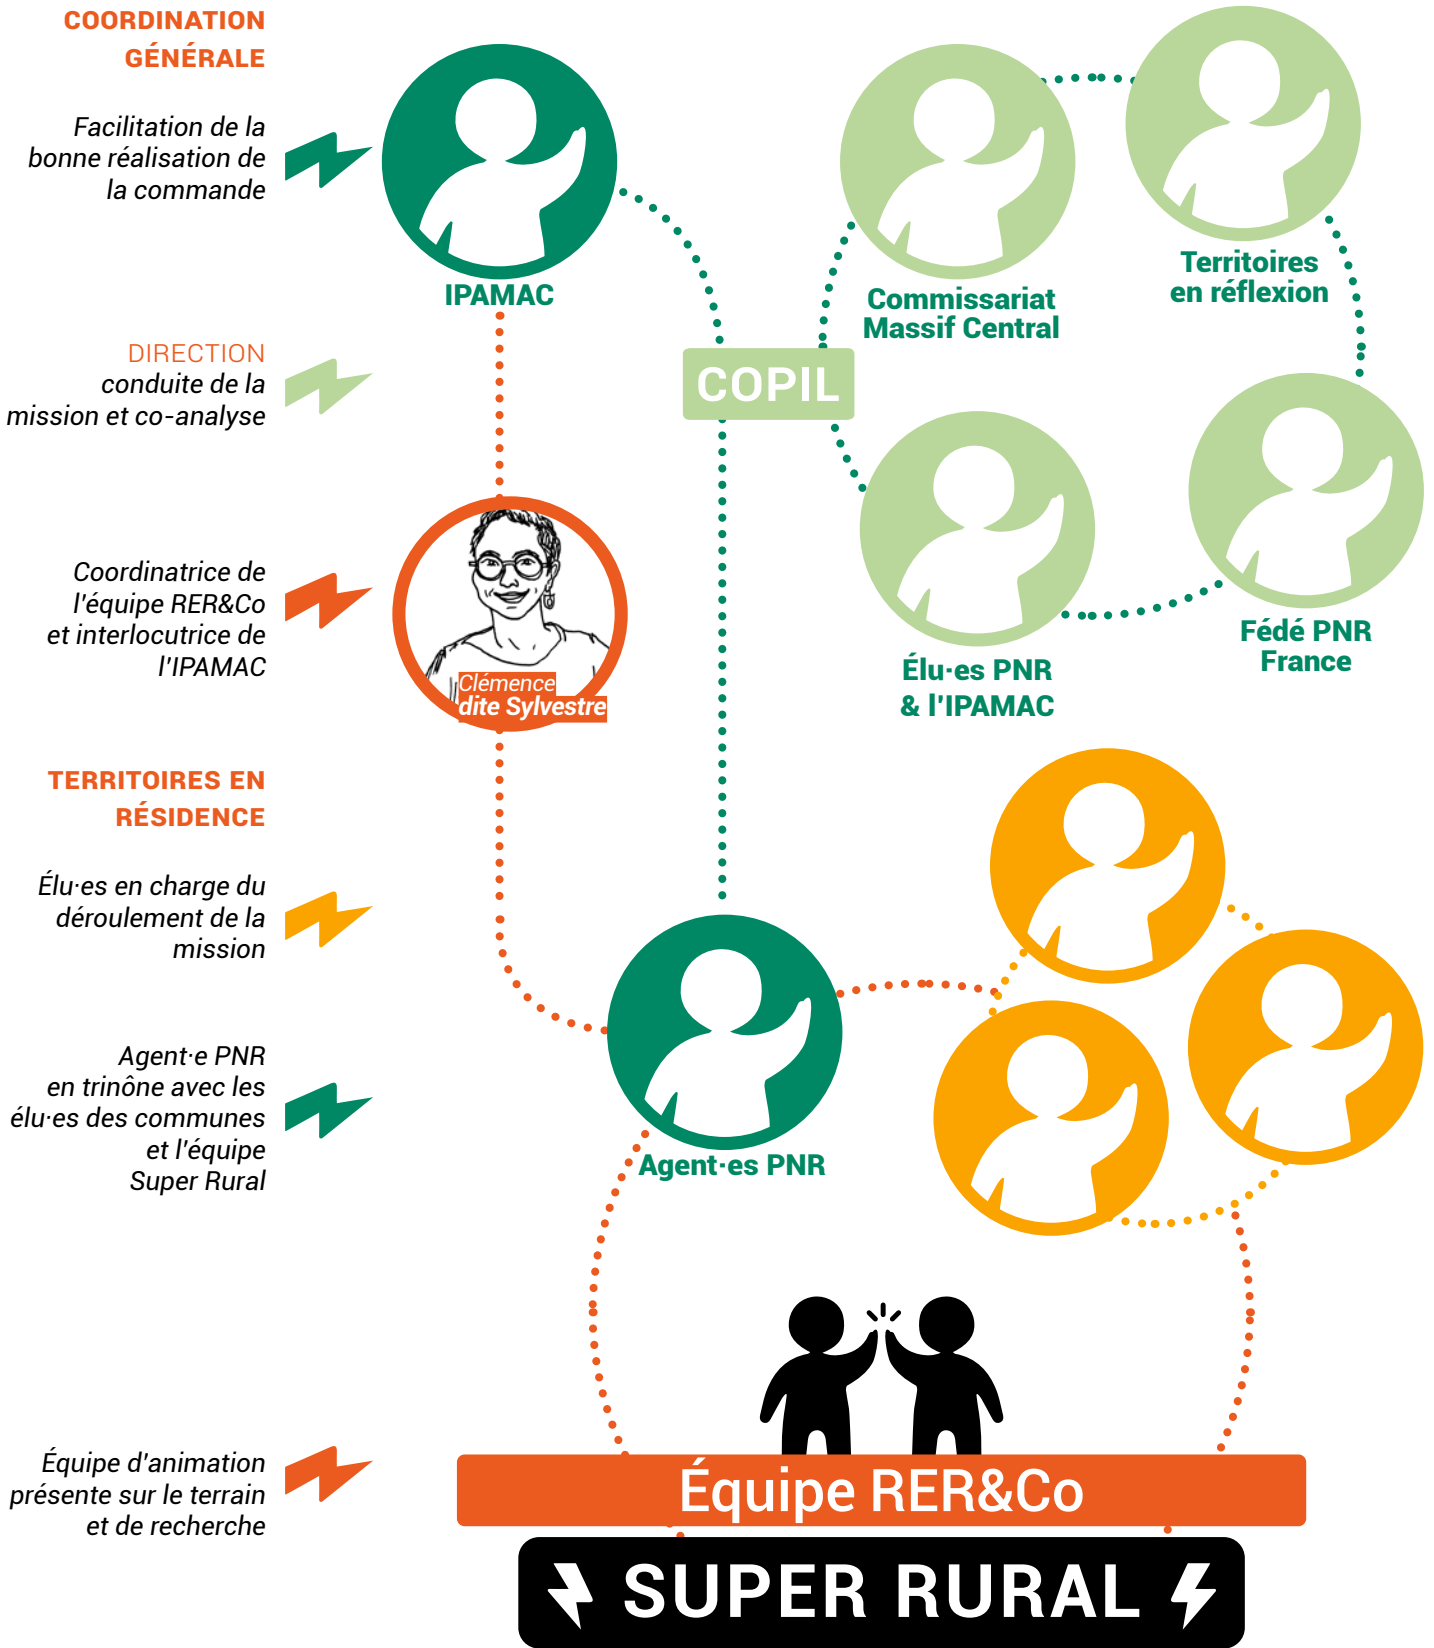 COORDINATION
GÉNÉRALE
Facilitation de la
bonne réalisation de
la commande
DIRECTION
conduite de la
mission et co-analyse
Coordinatrice de
l'équipe RER&Co
et interlocutrice de
l'IPAMAC
TERRITOIRES EN
RÉSIDENCE
Élu·es en charge du
déroulement de la
mission
Agent·e PNR
en trinône avec les
élu·es des communes
et l'équipe
Super Rural
Équipe d'animation
présente sur le terrain
et de recherche
IPAMAC
Commissariat
Massif Central
Territoires
en réflexion
COPIL
Élu·es PNR
& l'IPAMAC
Fédé PNR
France
Clémence
dite Sylvestre
Agent·es PNR
Équipe RER&Co
SUPER RURAL